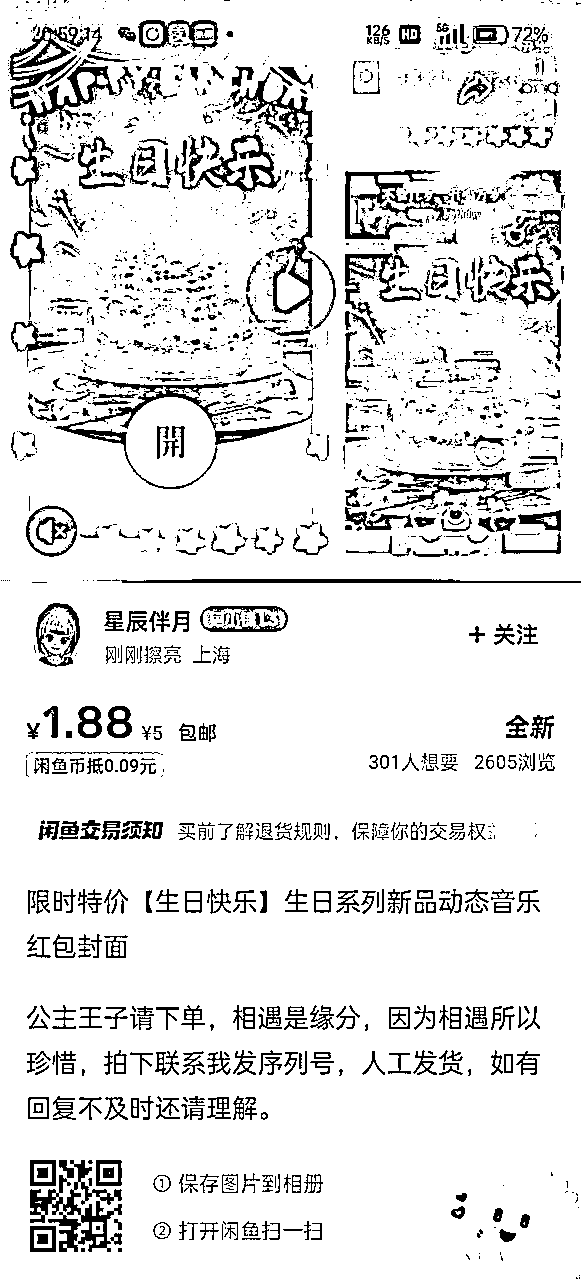 20:59:14
126 KB/S HD 5G 72%
HAPPY BIRTHDAY
生日快乐
生日快乐
開
星辰伴月
+ 关注
刚刚擦亮 上海
¥1.88 ¥5 包邮
全新
闲鱼币抵0.09元
301人想要 2605浏览
闲鱼交易须知 买前了解退货规则，保障你的交易权
限时特价【生日快乐】生日系列新品动态音乐
红包封面
公主王子请下单，相遇是缘分，因为相遇所以
珍惜，拍下联系我发序列号，人工发货，如有
回复不及时还请理解。
① 保存图片到相册
② 打开闲鱼扫一扫